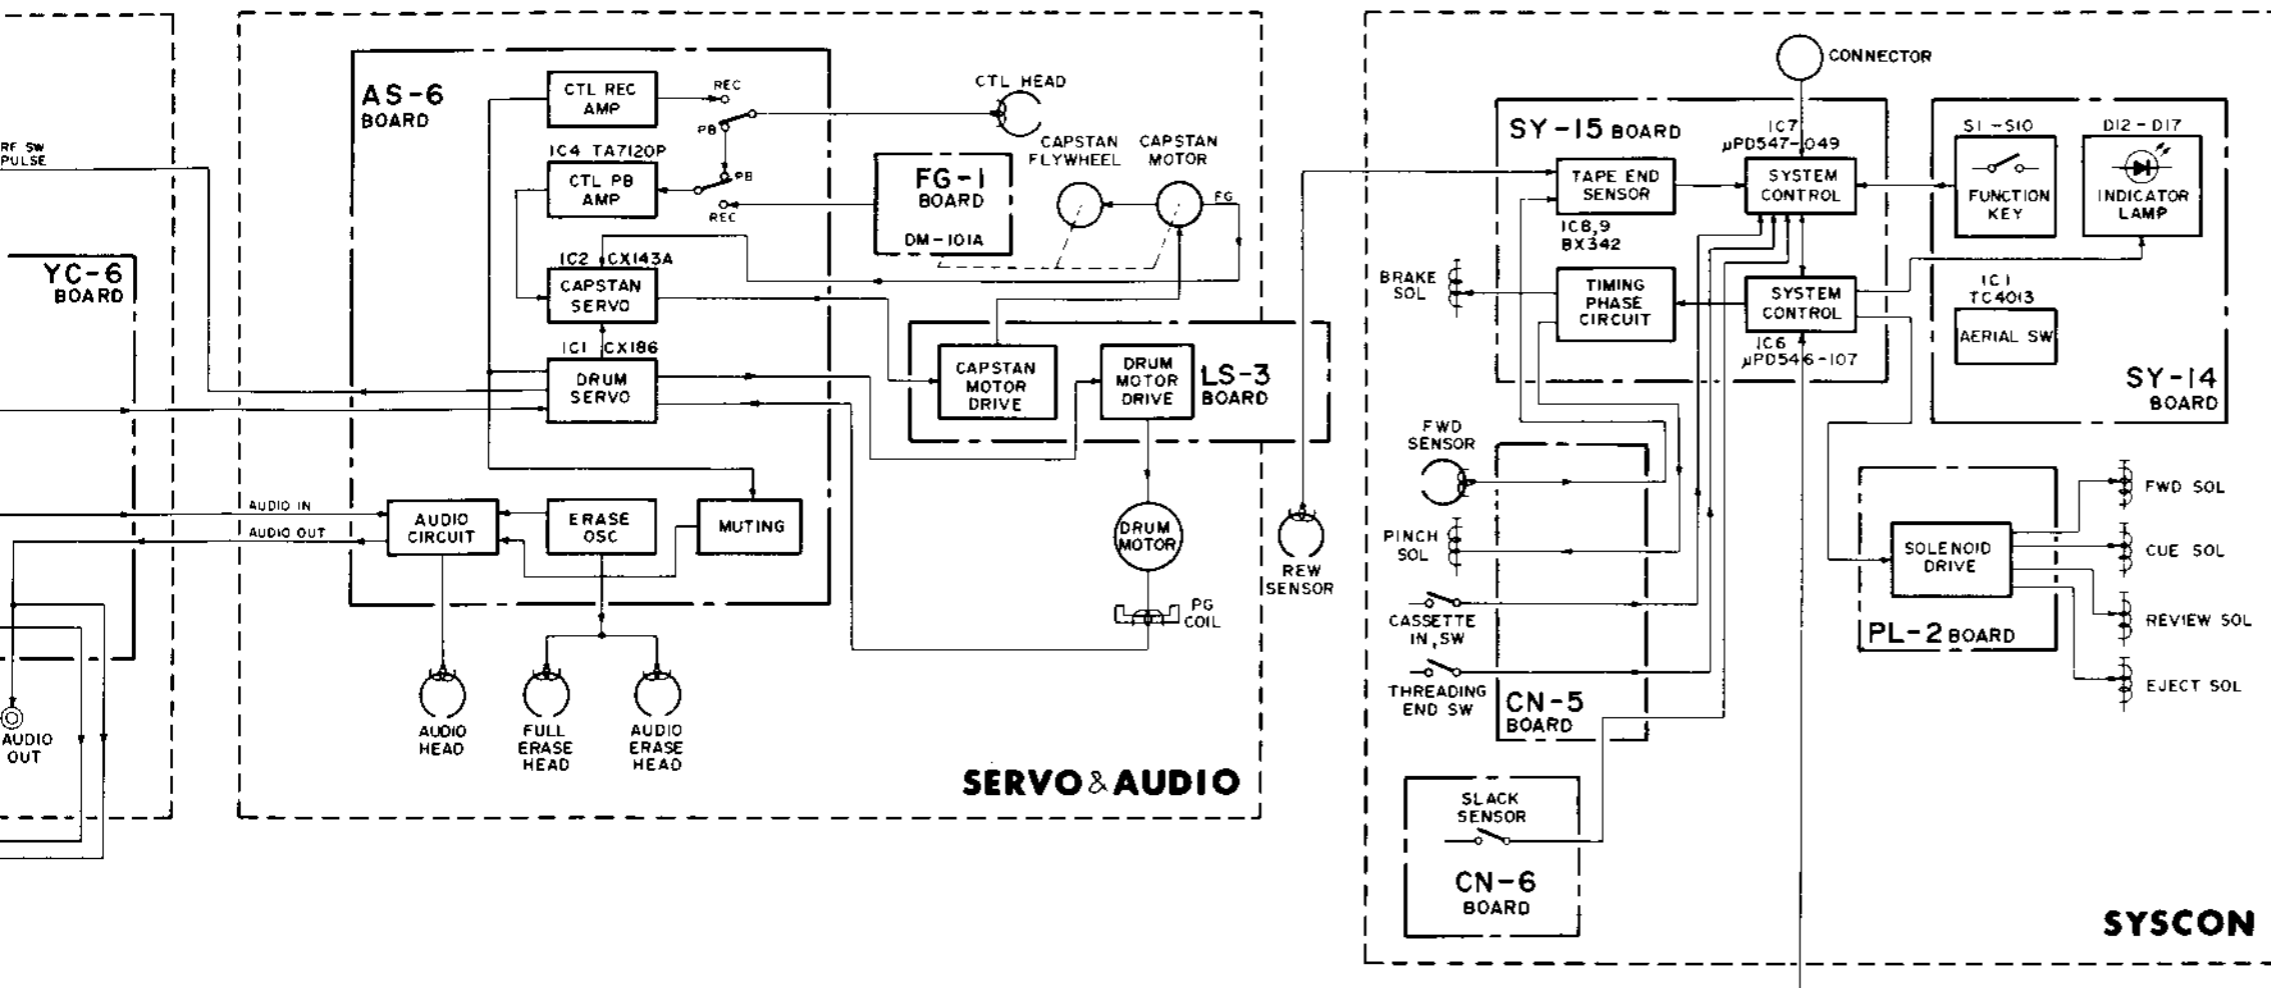 RF SW
PULSE
YC-6
BOARD
AUDIO
OUT
AS-6
BOARD
CTL REC
AMP
REC
PB
IC4 TA7120P
CTL PB
AMP
PB
REC
IC2 CX143A
CAPSTAN
SERVO
IC1 CX186
DRUM
SERVO
AUDIO IN
AUDIO OUT
AUDIO
CIRCUIT
ERASE
OSC
MUTING
AUDIO
HEAD
FULL
ERASE
HEAD
AUDIO
ERASE
HEAD
CTL HEAD
CAPSTAN
FLYWHEEL
CAPSTAN
MOTOR
FG
FG-1
BOARD
DM-101A
CAPSTAN
MOTOR
DRIVE
DRUM
MOTOR
DRIVE
LS-3
BOARD
DRUM
MOTOR
PG
COIL
REW
SENSOR
SERVO & AUDIO
CONNECTOR
SY-15 BOARD
IC7
μPD547-049
TAPE END
SENSOR
IC8,9
BX342
SYSTEM
CONTROL
S1-S10
FUNCTION
KEY
D12-D17
INDICATOR
LAMP
BRAKE
SOL
TIMING
PHASE
CIRCUIT
SYSTEM
CONTROL
IC6
μPD546-107
IC1
TC4013
AERIAL SW
SY-14
BOARD
FWD
SENSOR
PINCH
SOL
CASSETTE
IN, SW
THREADING
END SW
CN-5
BOARD
SOLENOID
DRIVE
PL-2 BOARD
FWD SOL
CUE SOL
REVIEW SOL
EJECT SOL
SLACK
SENSOR
CN-6
BOARD
SYSCON